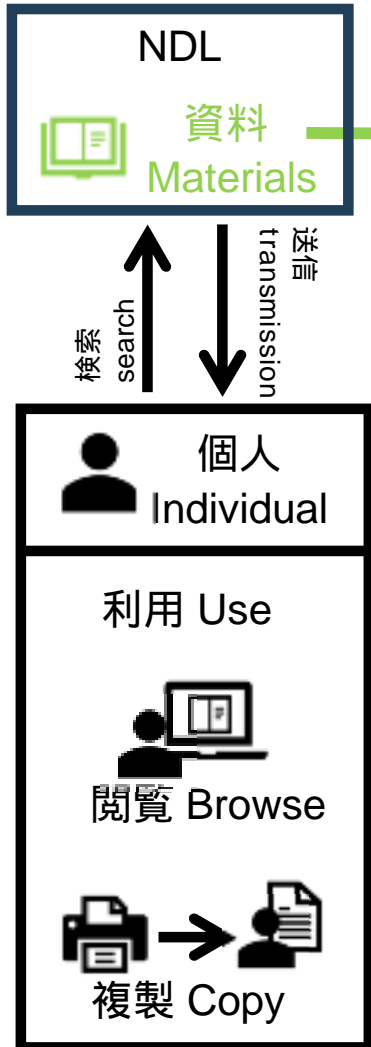 NDL
資料
Materials
検索
search
送信
transmission
個人
Individual
利用 Use
閲覧 Browse
複製 Copy